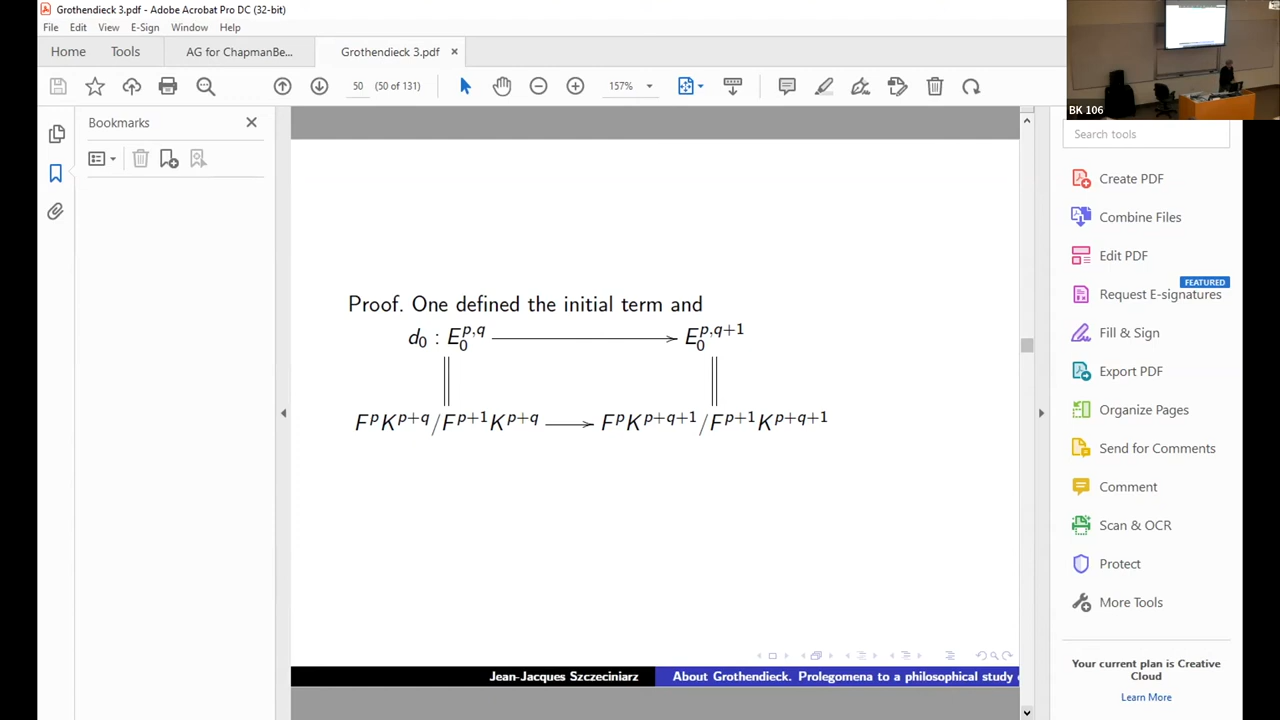 Grothendieck 3.pdf - Adobe Acrobat Pro DC (32-bit)
File Edit View E-Sign Window Help
Home Tools AG for ChapmanBe... Grothendieck 3.pdf ×
50 (50 of 131) 157%
BK 106
Bookmarks
Search tools
Create PDF
Combine Files
Edit PDF
FEATURED
Request E-signatures
Fill & Sign
Export PDF
Organize Pages
Send for Comments
Comment
Scan & OCR
Protect
More Tools
Your current plan is Creative
Cloud
Learn More
Proof. One defined the initial term and
d₀ : E₀^{p,q} ⟶ E₀^{p,q+1}
F^pK^{p+q}/F^{p+1}K^{p+q} ⟶ F^pK^{p+q+1}/F^{p+1}K^{p+q+1}
Jean-Jacques Szczeciniarz About Grothendieck. Prolegomena to a philosophical study